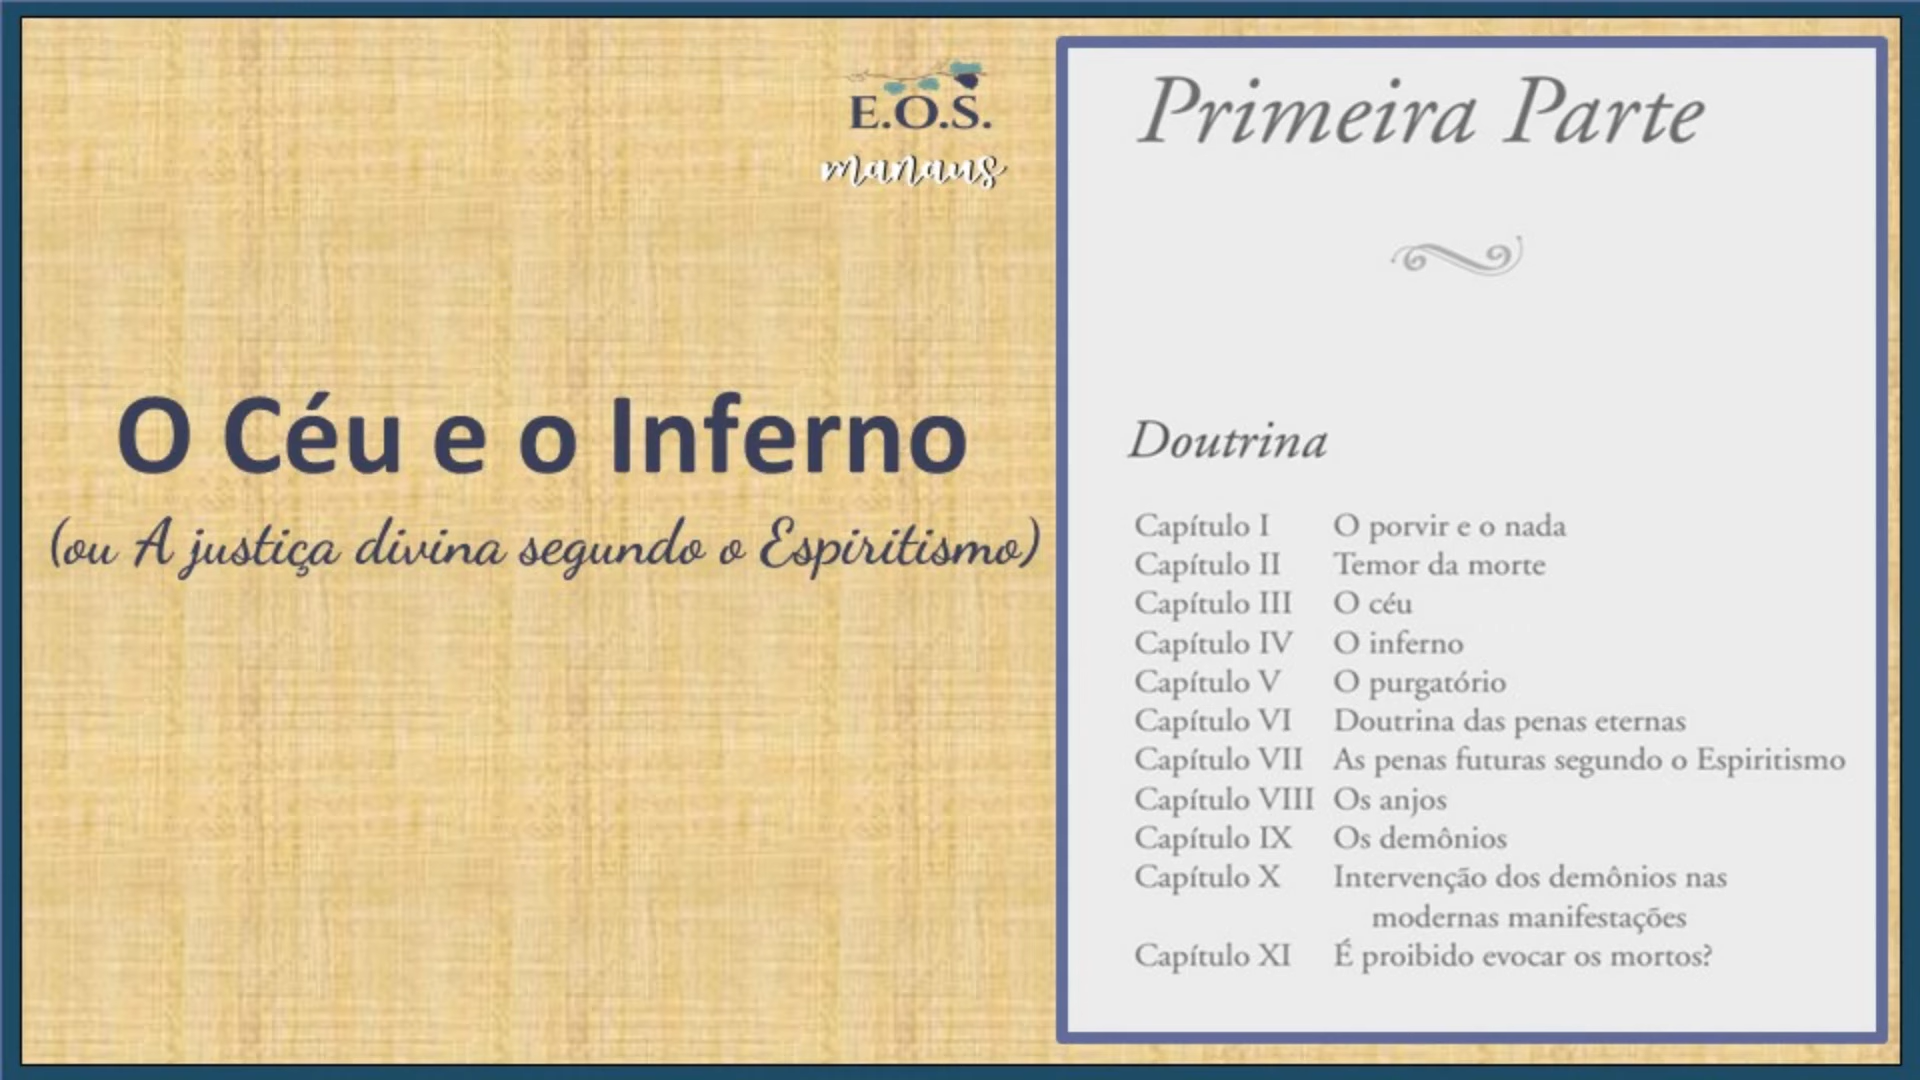 E.O.S.
manaus
O Céu e o Inferno
(ou A justiça divina segundo o Espiritismo)
Primeira Parte
Doutrina
Capítulo I O porvir e o nada
Capítulo II Temor da morte
Capítulo III O céu
Capítulo IV O inferno
Capítulo V O purgatório
Capítulo VI Doutrina das penas eternas
Capítulo VII As penas futuras segundo o Espiritismo
Capítulo VIII Os anjos
Capítulo IX Os demônios
Capítulo X Intervenção dos demônios nas
modernas manifestações
Capítulo XI É proibido evocar os mortos?